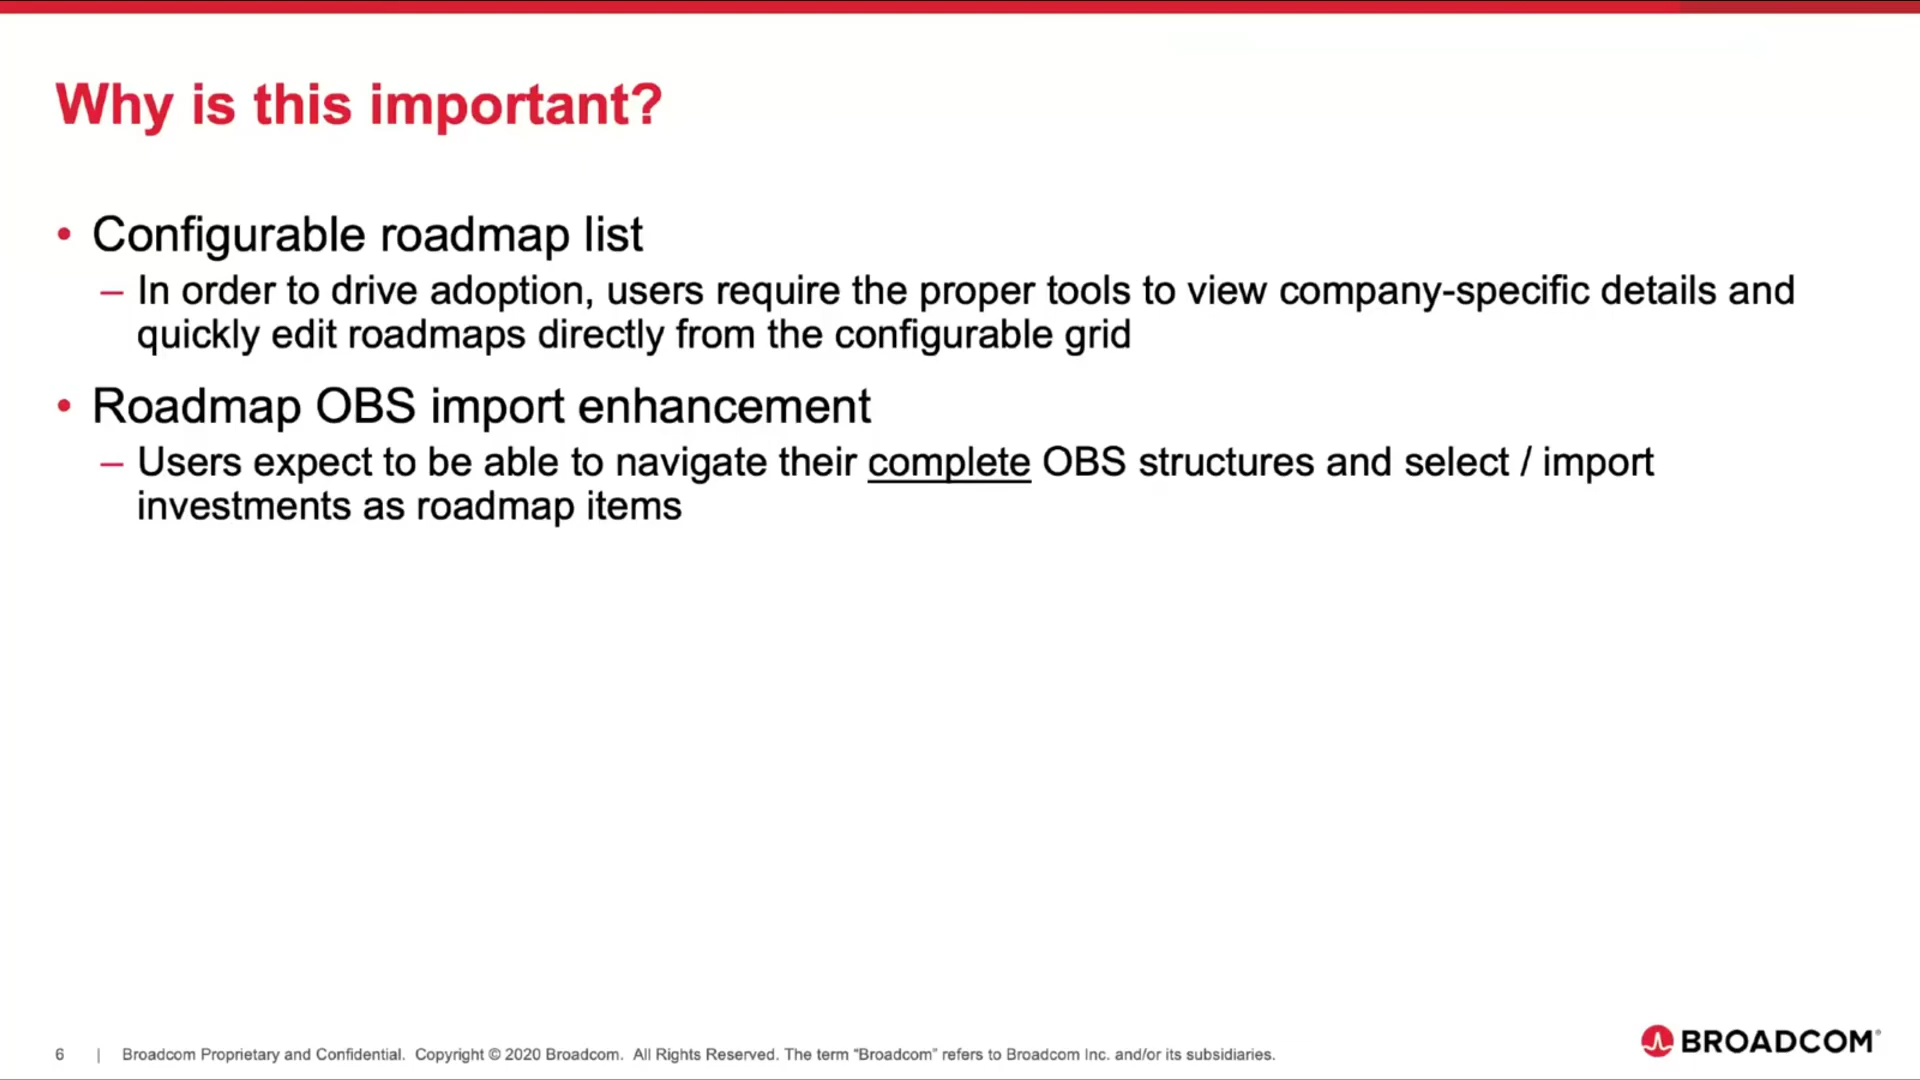 Why is this important?
• Configurable roadmap list
– In order to drive adoption, users require the proper tools to view company-specific details and
quickly edit roadmaps directly from the configurable grid
• Roadmap OBS import enhancement
– Users expect to be able to navigate their complete OBS structures and select / import
investments as roadmap items
6 | Broadcom Proprietary and Confidential. Copyright © 2020 Broadcom. All Rights Reserved. The term “Broadcom” refers to Broadcom Inc. and/or its subsidiaries.
BROADCOM®